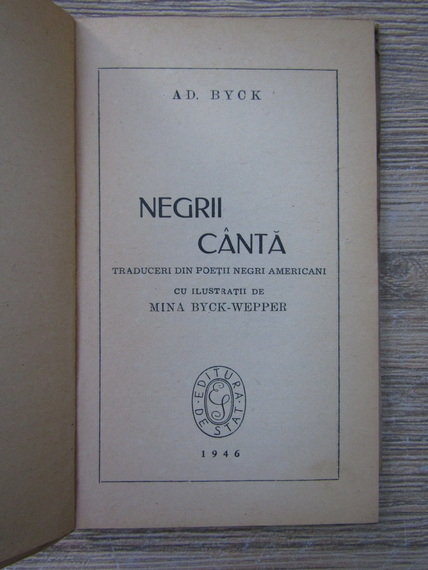 AD. BYCK
NEGRII
CÂNTĂ
TRADUCERI DIN POEȚII NEGRI AMERICANI
CU ILUSTRAȚII DE
MINA BYCK-WEPPER
EDITURA
DE STAT
1946